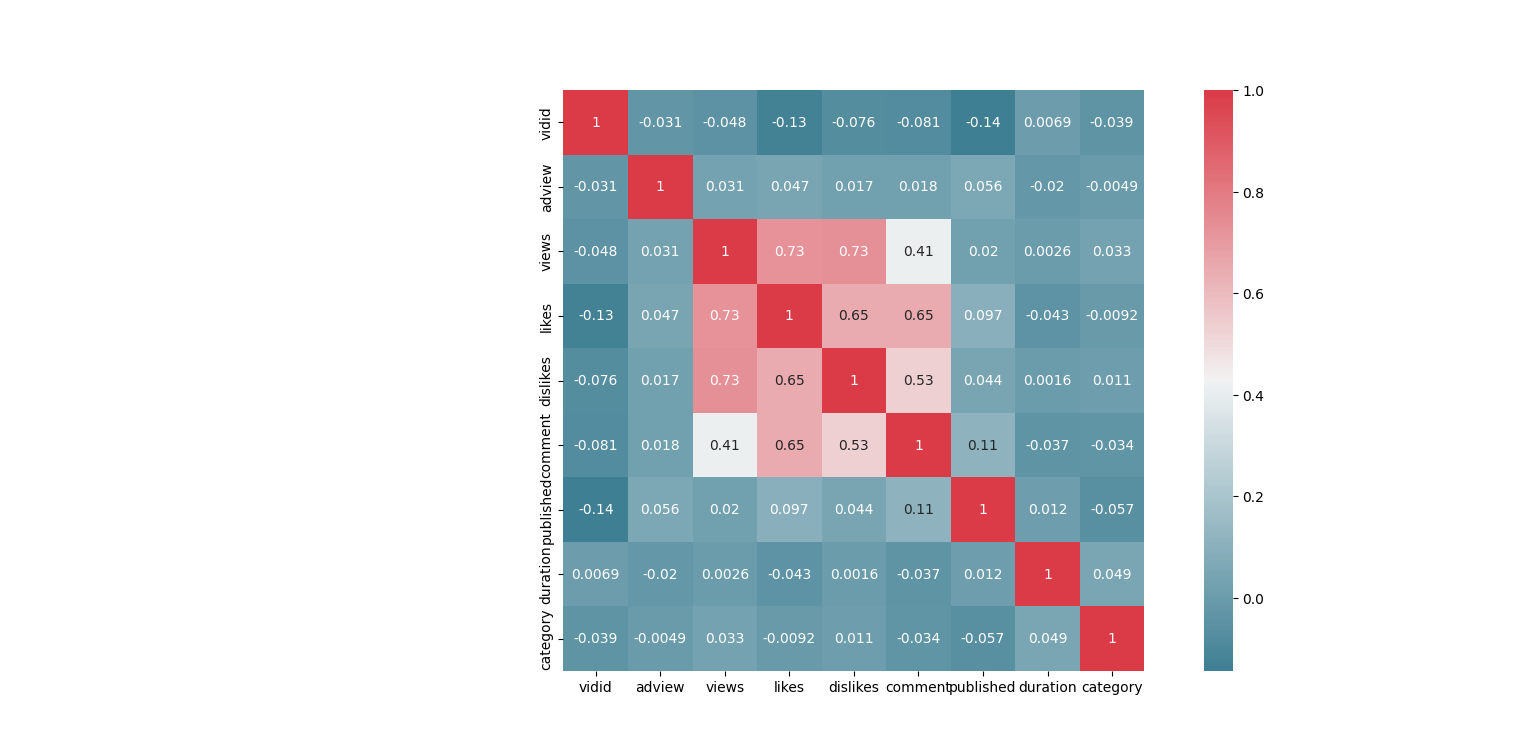 vidid 1 -0.031 -0.048 -0.13 -0.076 -0.081 -0.14 0.0069 -0.039
adview -0.031 1 0.031 0.047 0.017 0.018 0.056 -0.02 -0.0049
views -0.048 0.031 1 0.73 0.73 0.41 0.02 0.0026 0.033
likes -0.13 0.047 0.73 1 0.65 0.65 0.097 -0.043 -0.0092
dislikes -0.076 0.017 0.73 0.65 1 0.53 0.044 0.0016 0.011
comment -0.081 0.018 0.41 0.65 0.53 1 0.11 -0.037 -0.034
published -0.14 0.056 0.02 0.097 0.044 0.11 1 0.012 -0.057
duration 0.0069 -0.02 0.0026 -0.043 0.0016 -0.037 0.012 1 0.049
category -0.039 -0.0049 0.033 -0.0092 0.011 -0.034 -0.057 0.049 1
vidid adview views likes dislikes comment published duration category
1.0
0.8
0.6
0.4
0.2
0.0